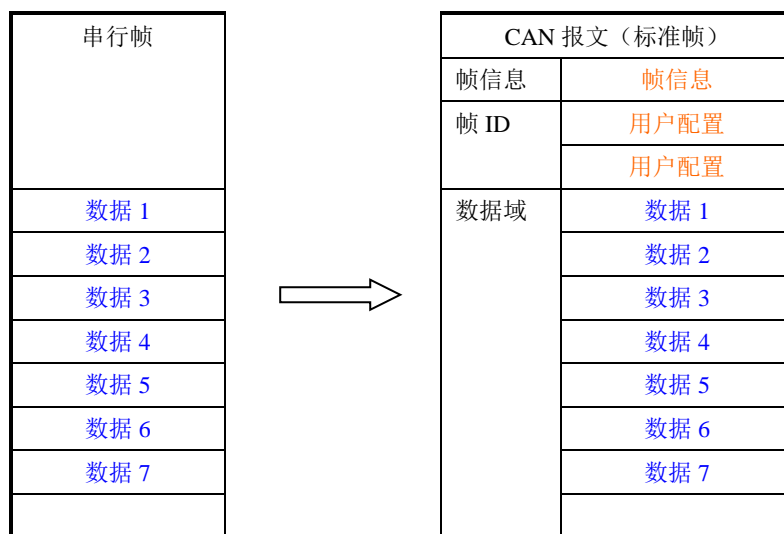 串行帧
CAN 报文（标准帧）
帧信息 帧信息
帧 ID 用户配置
用户配置
数据 1 数据域 数据 1
数据 2 数据 2
数据 3 数据 3
数据 4 数据 4
数据 5 数据 5
数据 6 数据 6
数据 7 数据 7